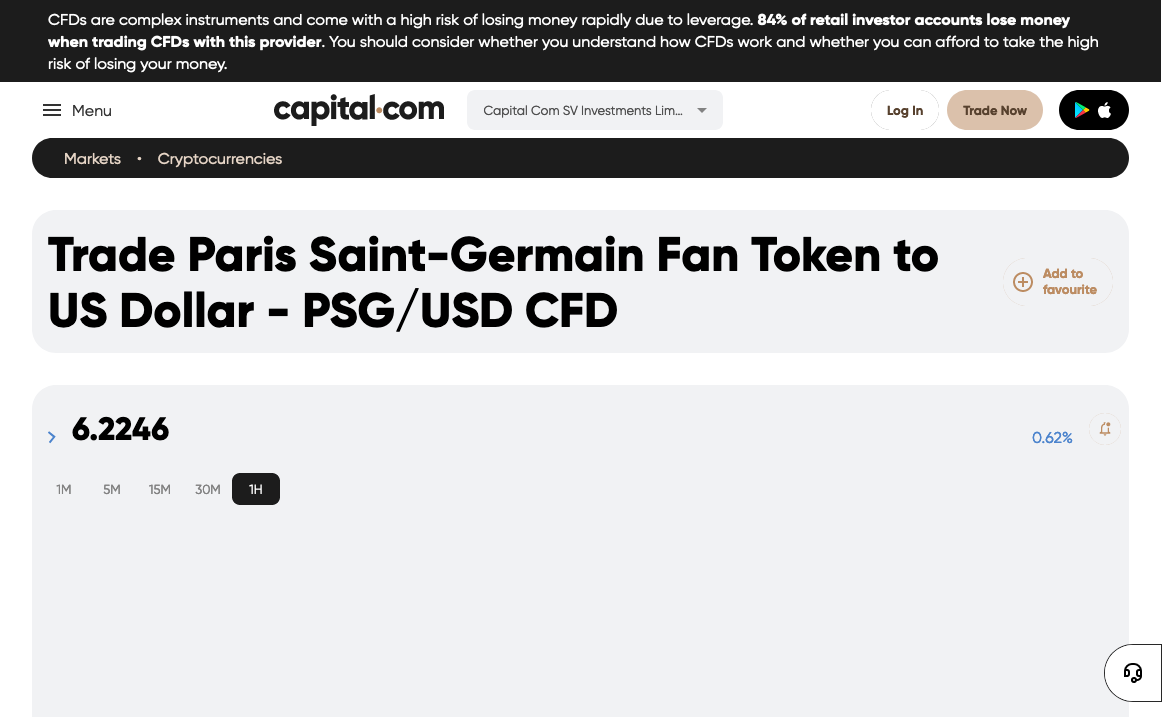 CFDs are complex instruments and come with a high risk of losing money rapidly due to leverage. 84% of retail investor accounts lose money
when trading CFDs with this provider. You should consider whether you understand how CFDs work and whether you can afford to take the high
risk of losing your money.
Menu
capital.com
Capital Com SV Investments Lim...
Log In
Trade Now
Markets • Cryptocurrencies
Trade Paris Saint-Germain Fan Token to
US Dollar - PSG/USD CFD
Add to
favourite
6.2246
0.62%
1M 5M 15M 30M 1H